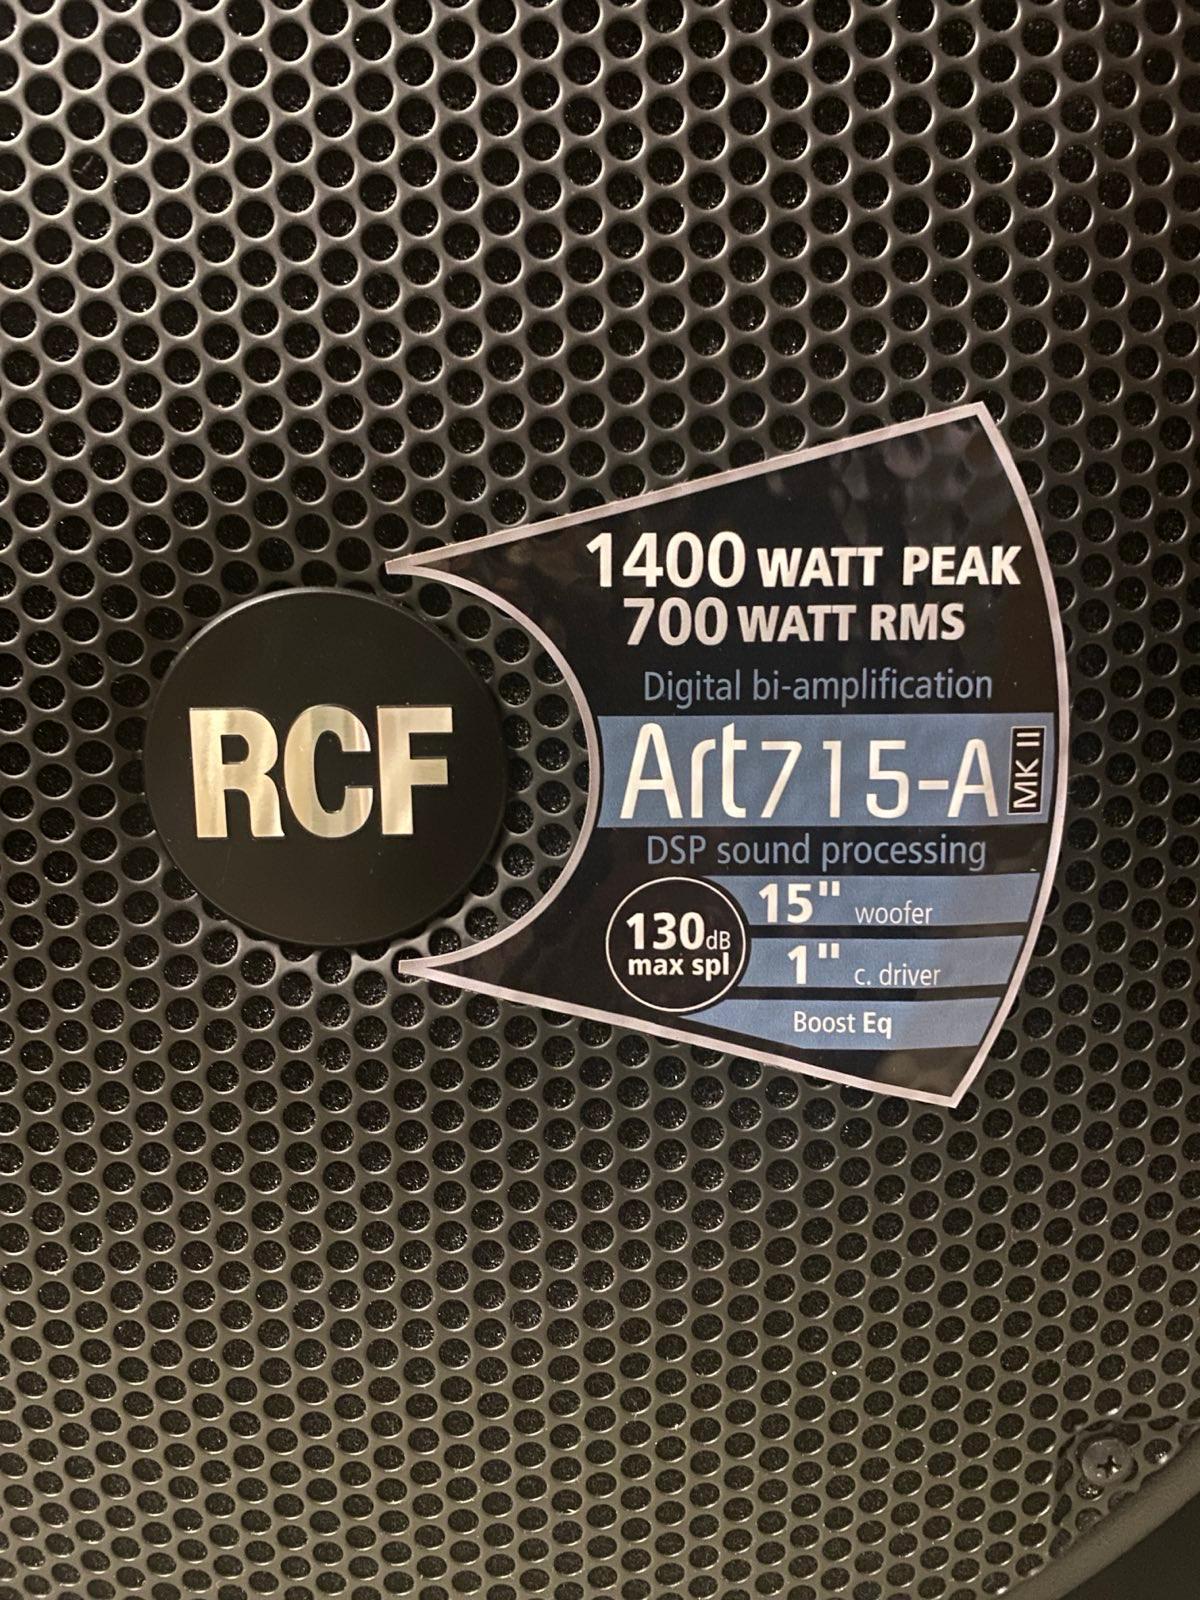 RCF
1400 WATT PEAK
700 WATT RMS
Digital bi-amplification
Art715-A MK II
DSP sound processing
130dB
max spl
15" woofer
1" c. driver
Boost Eq